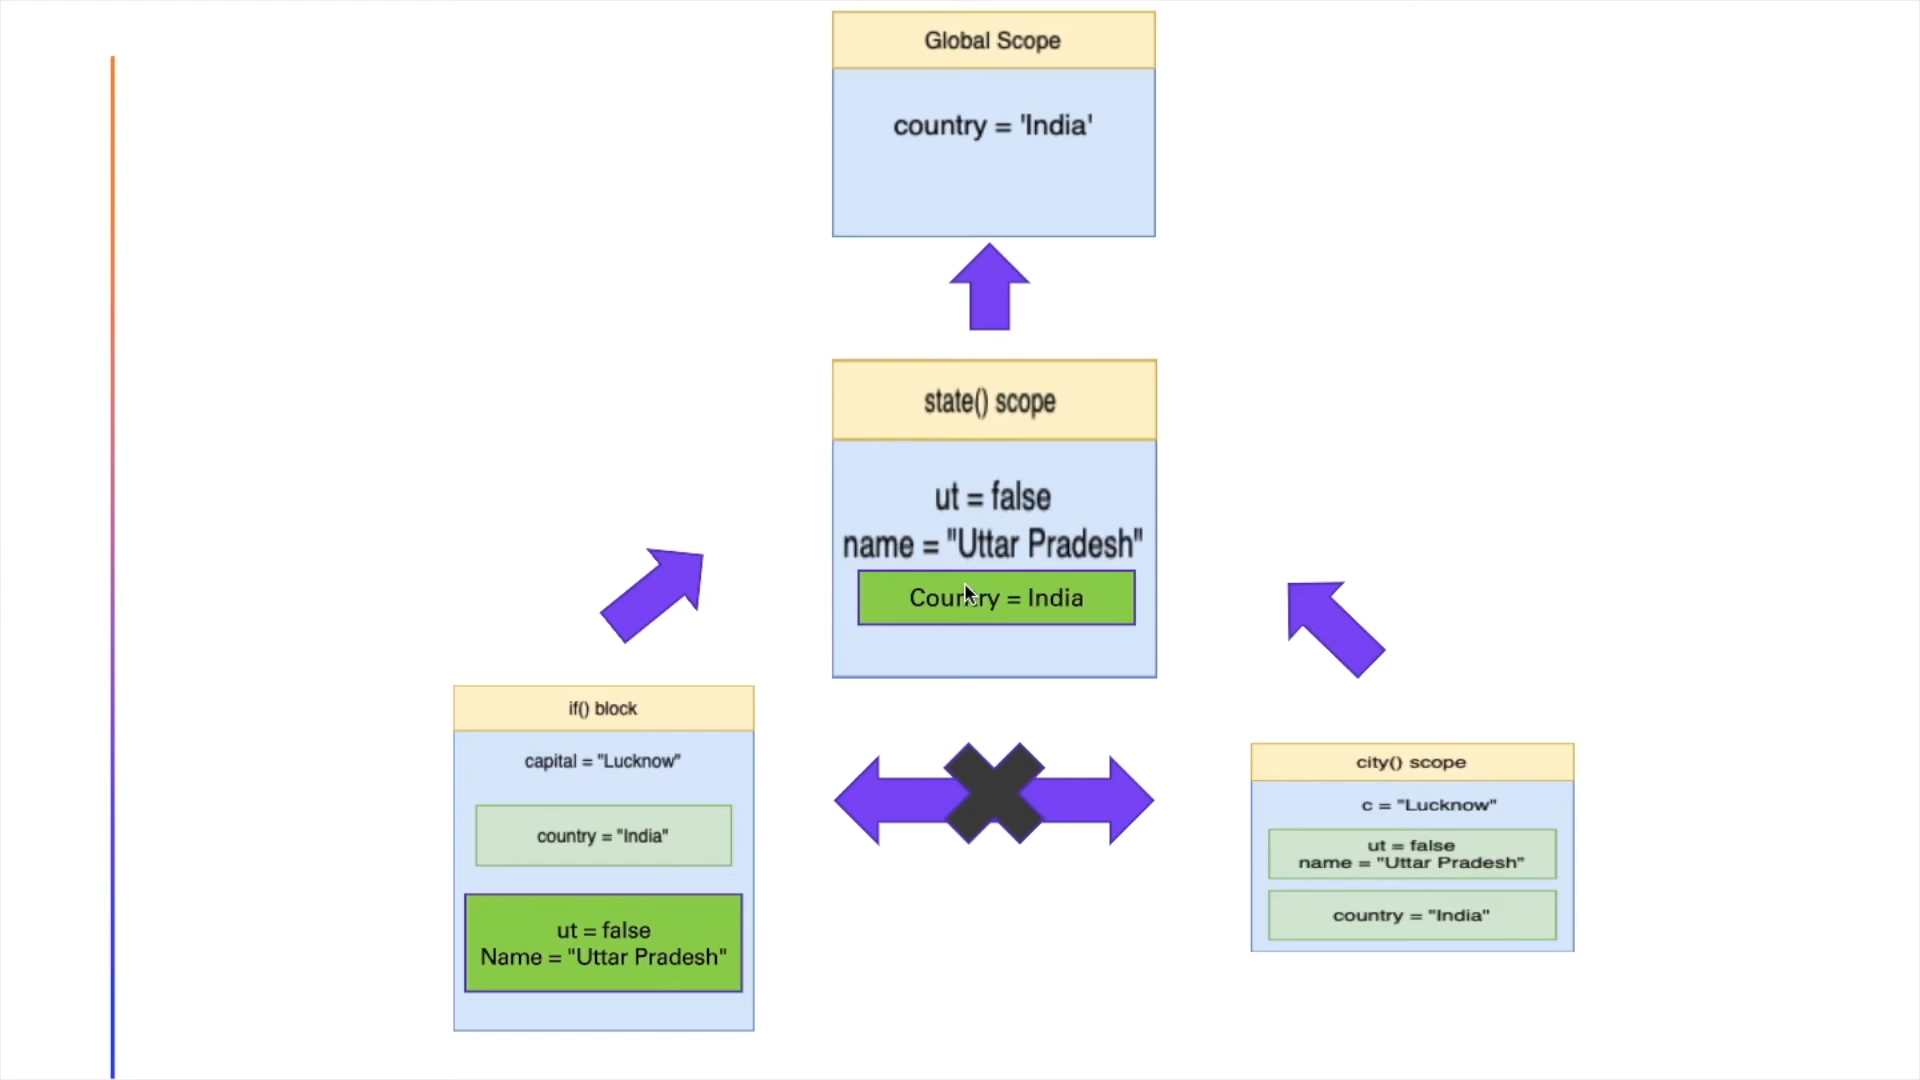 Global Scope
country = 'India'
state() scope
ut = false
name = "Uttar Pradesh"
Country = India
if() block
capital = "Lucknow"
country = "India"
ut = false
Name = "Uttar Pradesh"
city() scope
c = "Lucknow"
ut = false
name = "Uttar Pradesh"
country = "India"